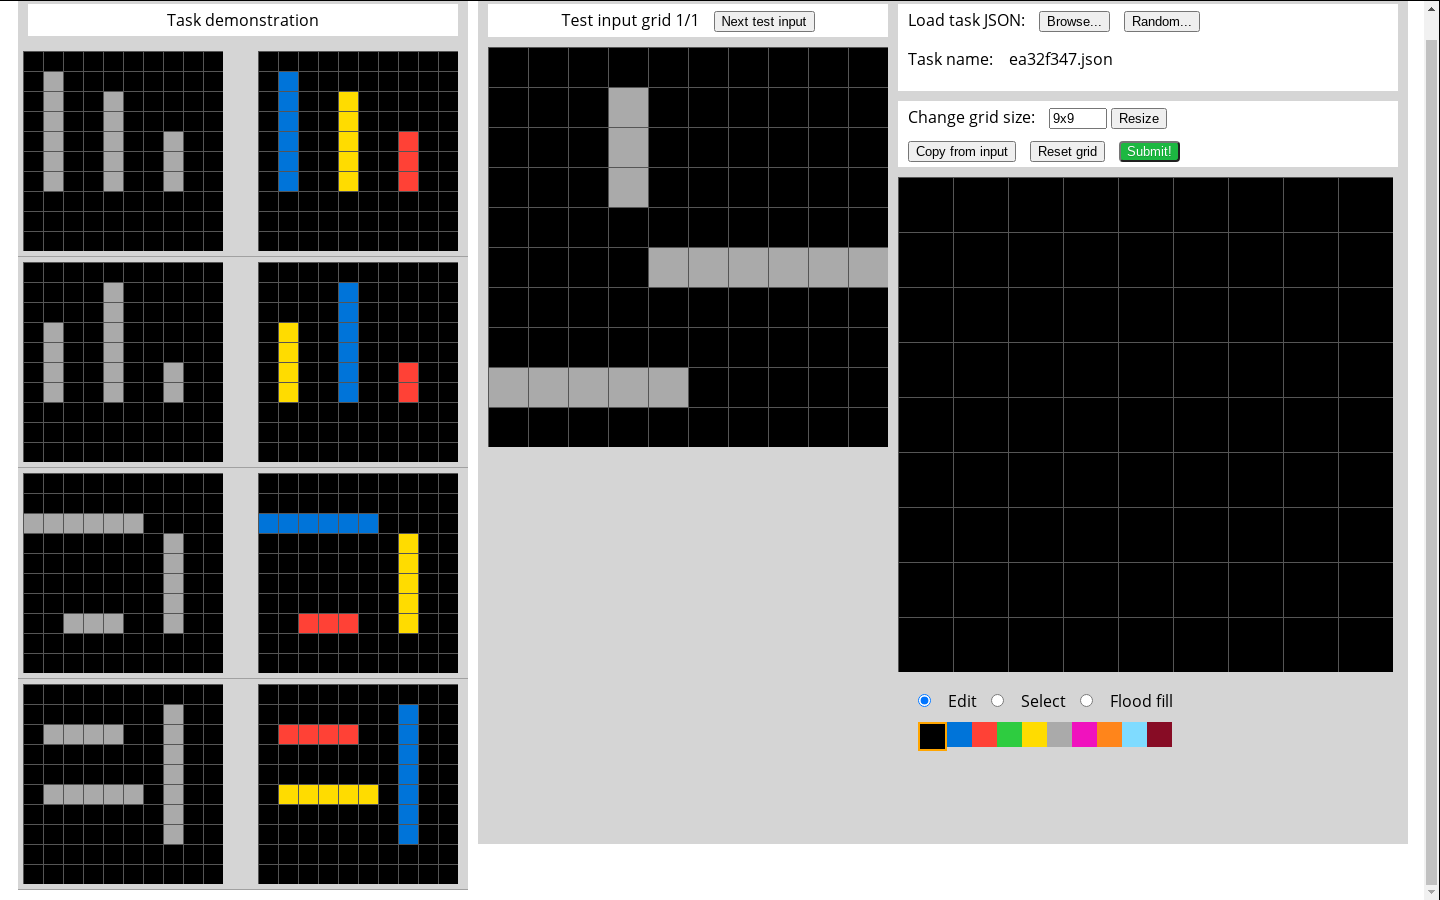 Task demonstration
Test input grid 1/1 Next test input
Load task JSON: Browse... Random...
Task name: ea32f347.json
Change grid size: 9x9 Resize
Copy from input Reset grid Submit!
Edit Select Flood fill